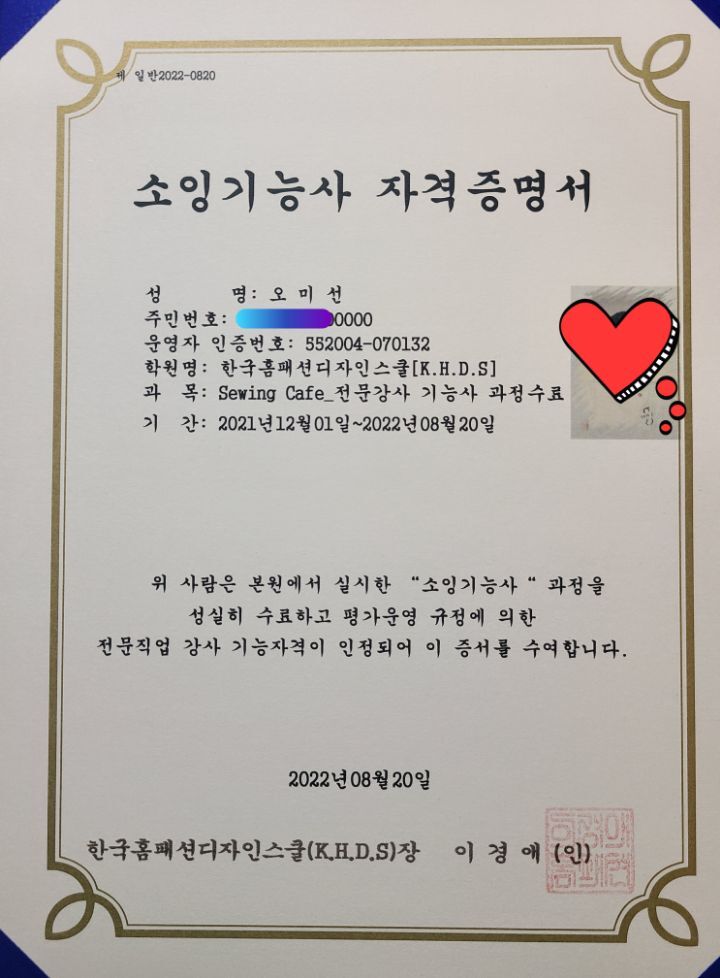 제 일반2022-0820
소잉기능사 자격증명서
성 명: 오 미 선
주민번호: 00000
운영자 인증번호: 552004-070132
학원명: 한국홈패션디자인스쿨[K.H.D.S]
과 목: Sewing Cafe_전문강사 기능사 과정수료
기 간: 2021년12월01일~2022년08월20일
위 사람은 본원에서 실시한 “소잉기능사 “ 과정을
성실히 수료하고 평가운영 규정에 의한
전문직업 강사 기능자격이 인정되어 이 증서를 수여합니다.
2022년08월20일
한국홈패션디자인스쿨(K.H.D.S)장 이 경 애 (인)